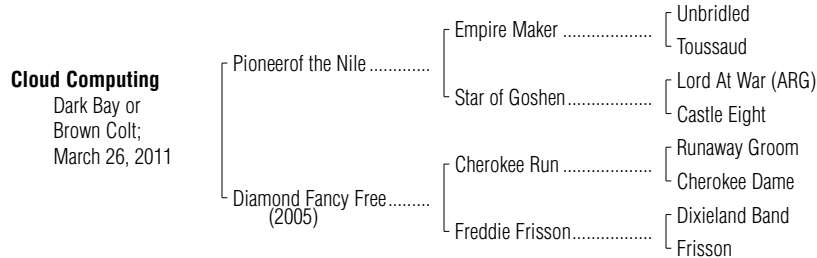 Unbridled
Empire Maker ....................
Toussaud
Pioneerof the Nile .............
Cloud Computing
Lord At War (ARG)
Dark Bay or
Star of Goshen ..................
Castle Eight
Brown Colt;
March 26, 2011
Runaway Groom
Cherokee Run ....................
Cherokee Dame
Diamond Fancy Free .........
(2005)
Dixieland Band
Freddie Frisson ..................
Frisson